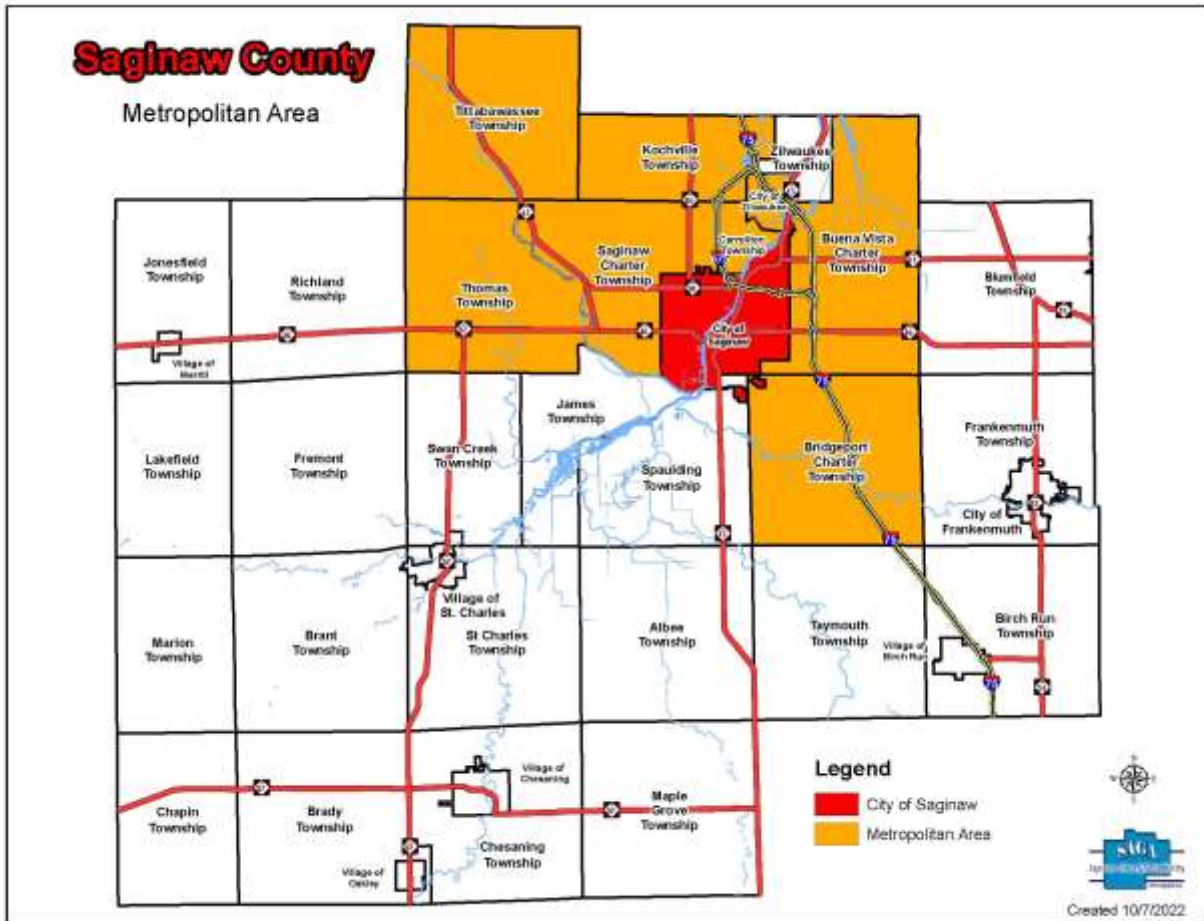 Saginaw County
Metropolitan Area
Tittabawassee
Township
Kochville
Township
Zilwaukee
Township
City of
Zilwaukee
Carrollton
Township
Saginaw
Charter
Township
Buena Vista
Charter
Township
Blumfield
Township
Jonesfield
Township
Richland
Township
Thomas
Township
City of
Saginaw
Village of
Merrill
James
Township
Lakefield
Township
Fremont
Township
Swan Creek
Township
Spaulding
Township
Bridgeport
Charter
Township
Frankenmuth
Township
City of
Frankenmuth
Village of
St. Charles
Marion
Township
Brant
Township
St Charles
Township
Albee
Township
Taymouth
Township
Village of
Birch Run
Birch Run
Township
75
75
75
75
Village of
Chesaning
Chapin
Township
Brady
Township
Maple
Grove
Township
Chesaning
Township
Village of
Oakley
Legend
City of Saginaw
Metropolitan Area
SAGA
Created 10/7/2022